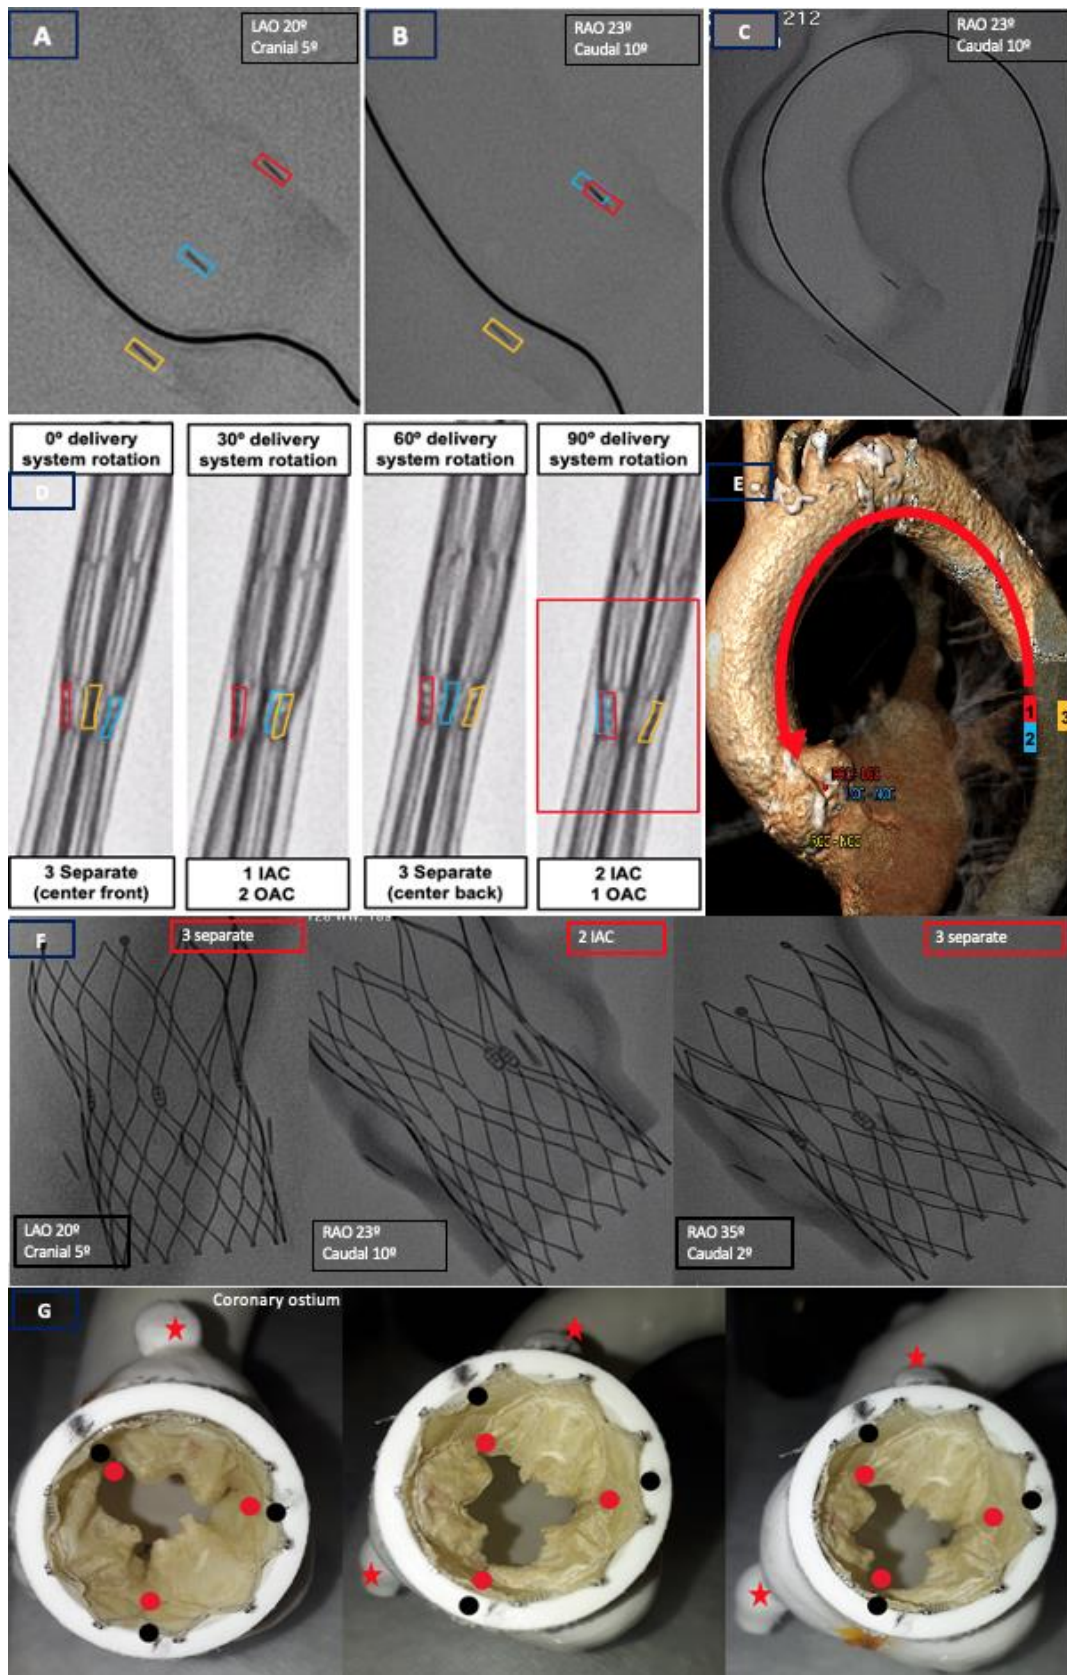 A
LAO 20º
Cranial 5º
B
RAO 23º
Caudal 10º
212
C
RAO 23º
Caudal 10º
0º delivery
system rotation
30º delivery
system rotation
60º delivery
system rotation
90º delivery
system rotation
D
E
1
2
3
RCC-NCC
3 Separate
(center front)
1 IAC
2 OAC
3 Separate
(center back)
2 IAC
1 OAC
F
3 separate
2 IAC
3 separate
LAO 20º
Cranial 5º
RAO 23º
Caudal 10º
RAO 35º
Caudal 2º
G
Coronary ostium